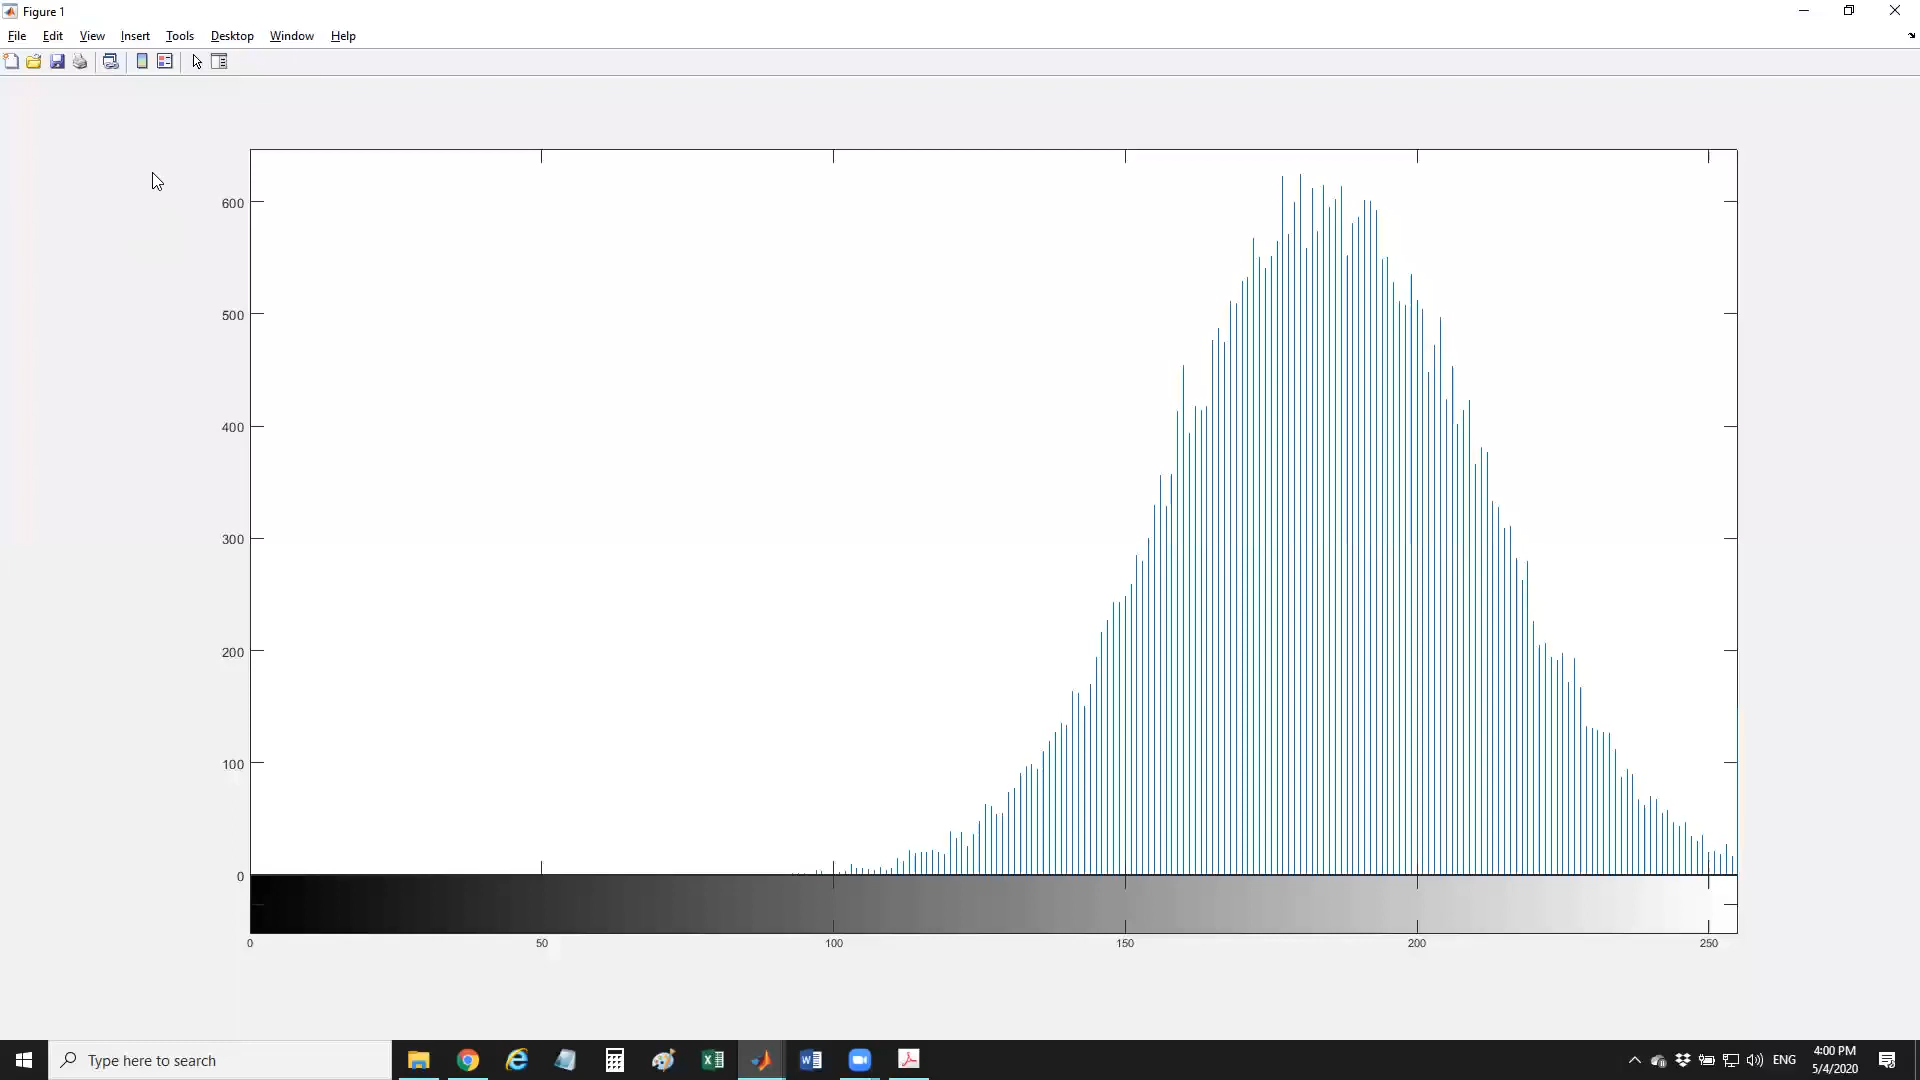 Figure 1
File Edit View Insert Tools Desktop Window Help
600
500
400
300
200
100
0
0 50 100 150 200 250
Type here to search
ENG
4:00 PM
5/4/2020